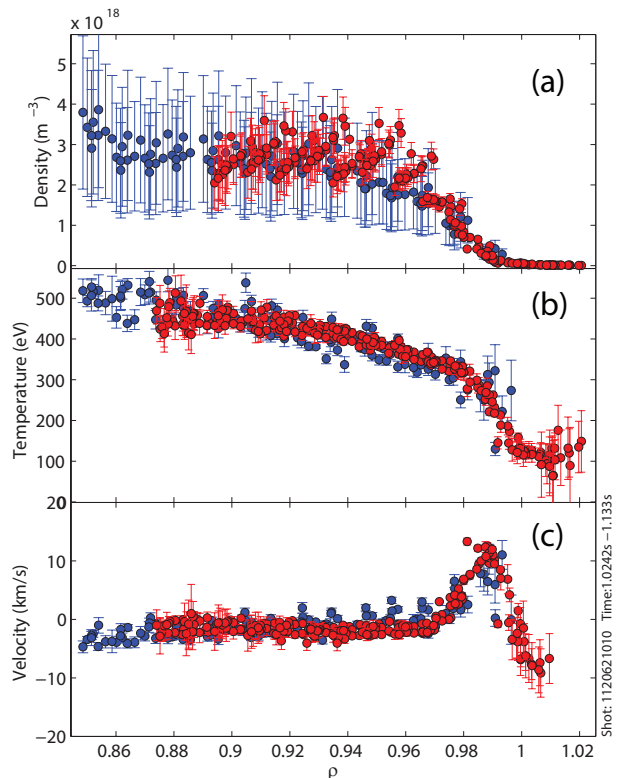 x 10 18
5
4
3
2
1
0
Density (m −3)
(a)
500
400
300
200
100
0
Temperature (eV)
(b)
20
10
0
−10
−20
Velocity (km/s)
(c)
0.86 0.88 0.9 0.92 0.94 0.96 0.98 1 1.02
ρ
Shot: 1120621010 Time:1.0242s −1.133s